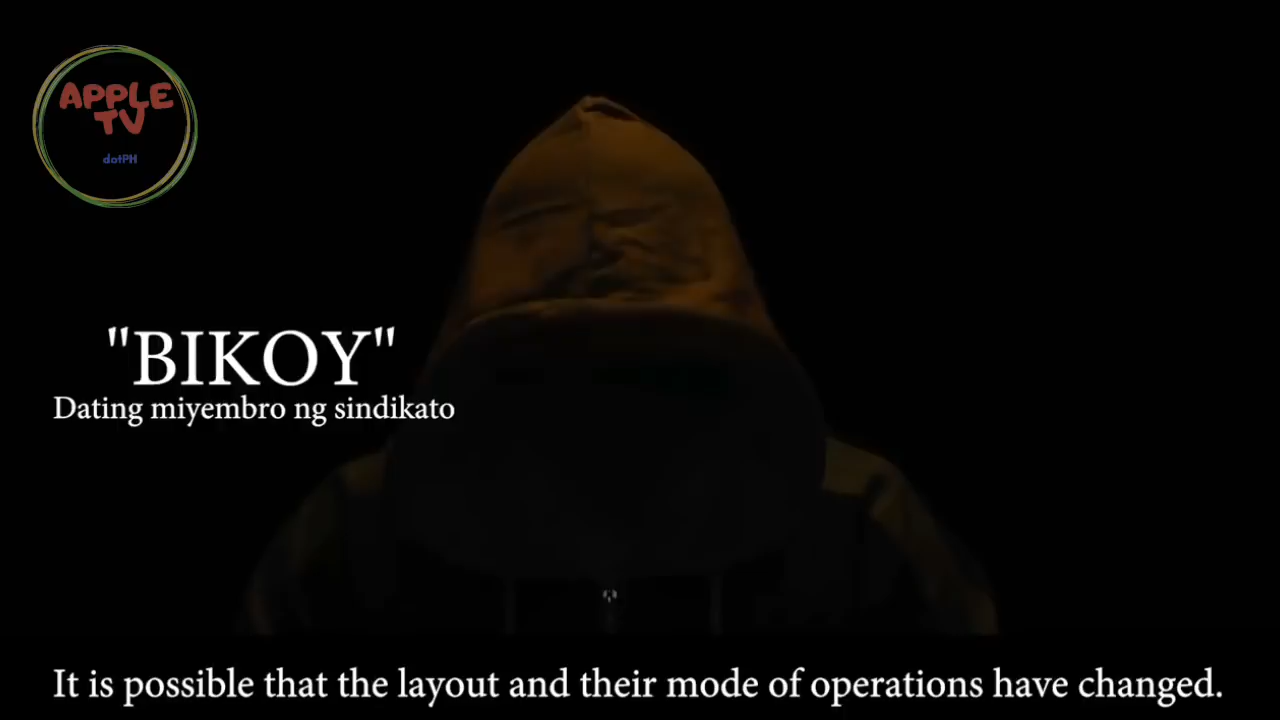 APPLE
TV
dotPH
"BIKOY"
Dating miyembro ng sindikato
It is possible that the layout and their mode of operations have changed.